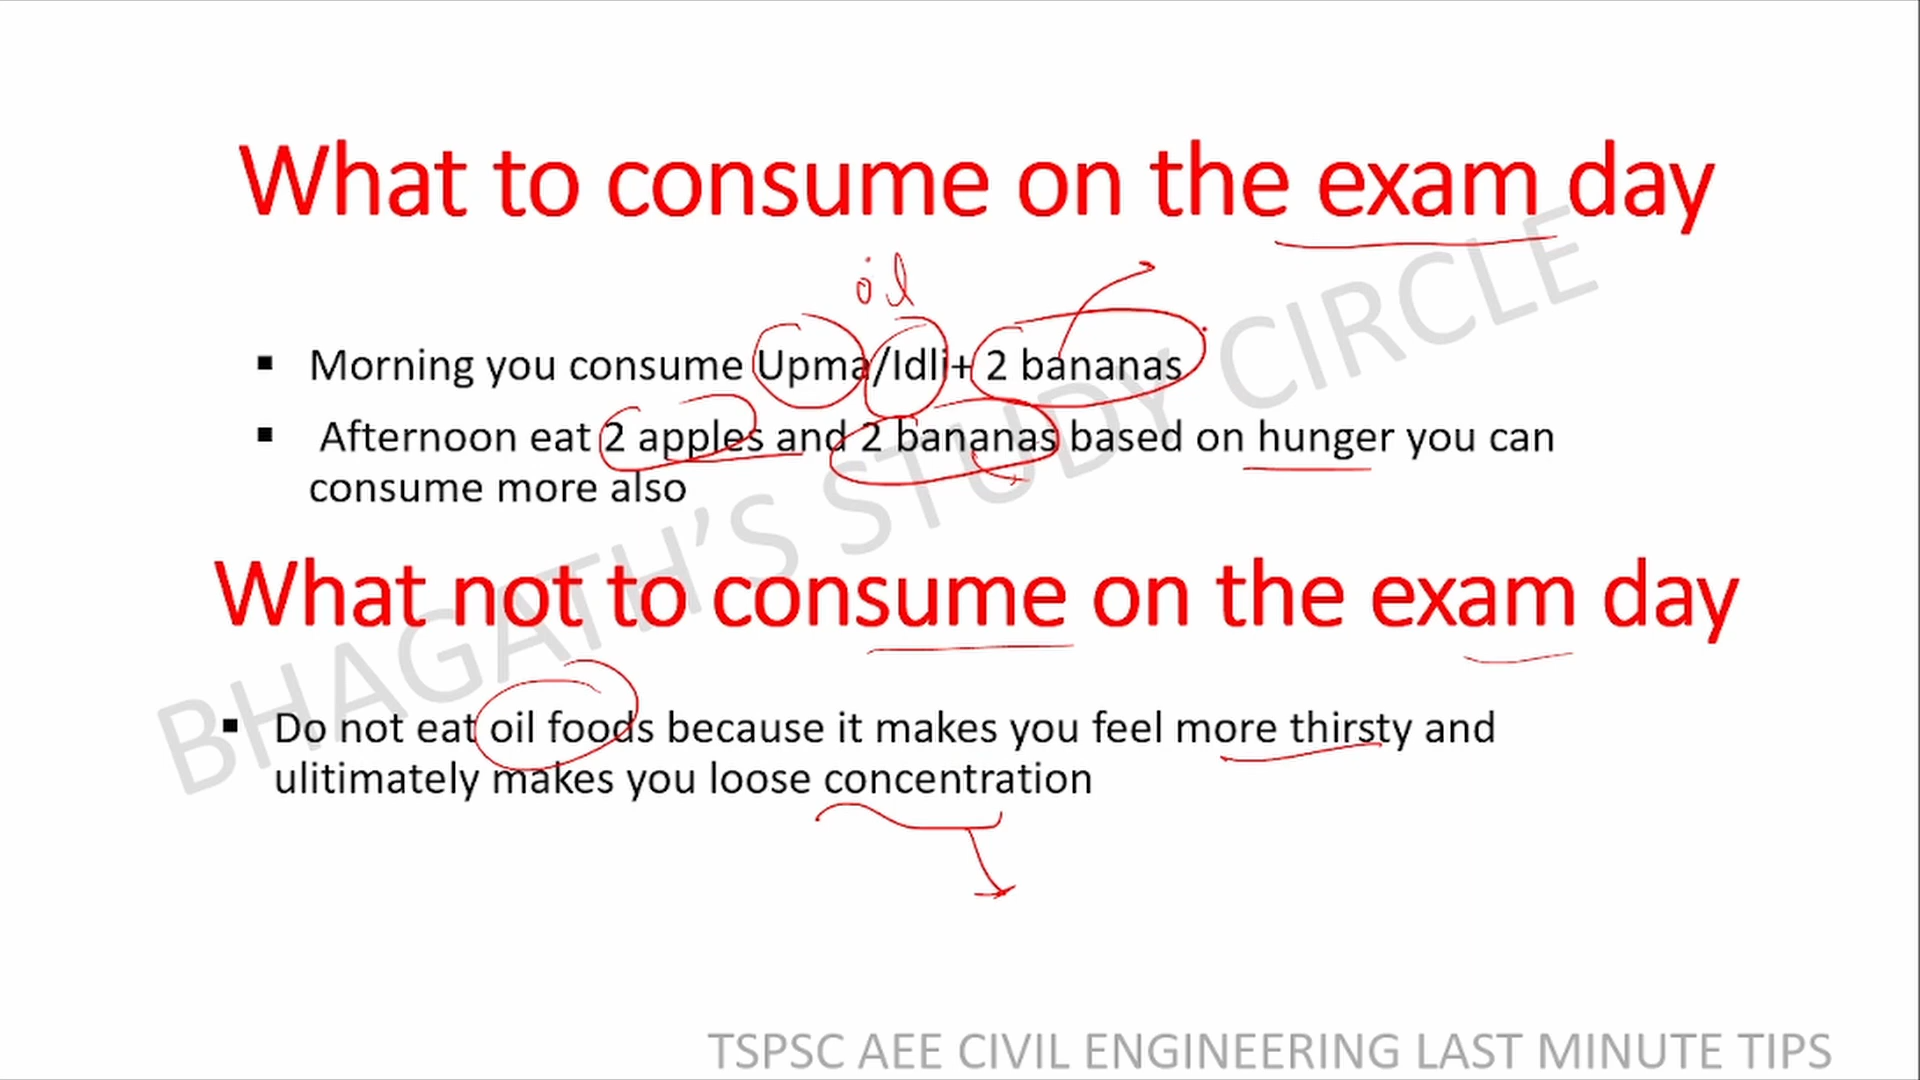 What to consume on the exam day
oil
▪ Morning you consume Upma/Idli+ 2 bananas
▪ Afternoon eat 2 apples and 2 bananas based on hunger you can
consume more also
What not to consume on the exam day
▪ Do not eat oil foods because it makes you feel more thirsty and
ulitimately makes you loose concentration
BHAGATH'S STUDY CIRCLE
TSPSC AEE CIVIL ENGINEERING LAST MINUTE TIPS